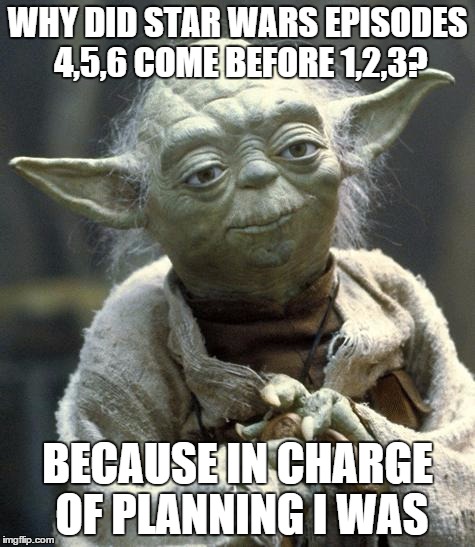 WHY DID STAR WARS EPISODES
4,5,6 COME BEFORE 1,2,3?
BECAUSE IN CHARGE
OF PLANNING I WAS
imgflip.com